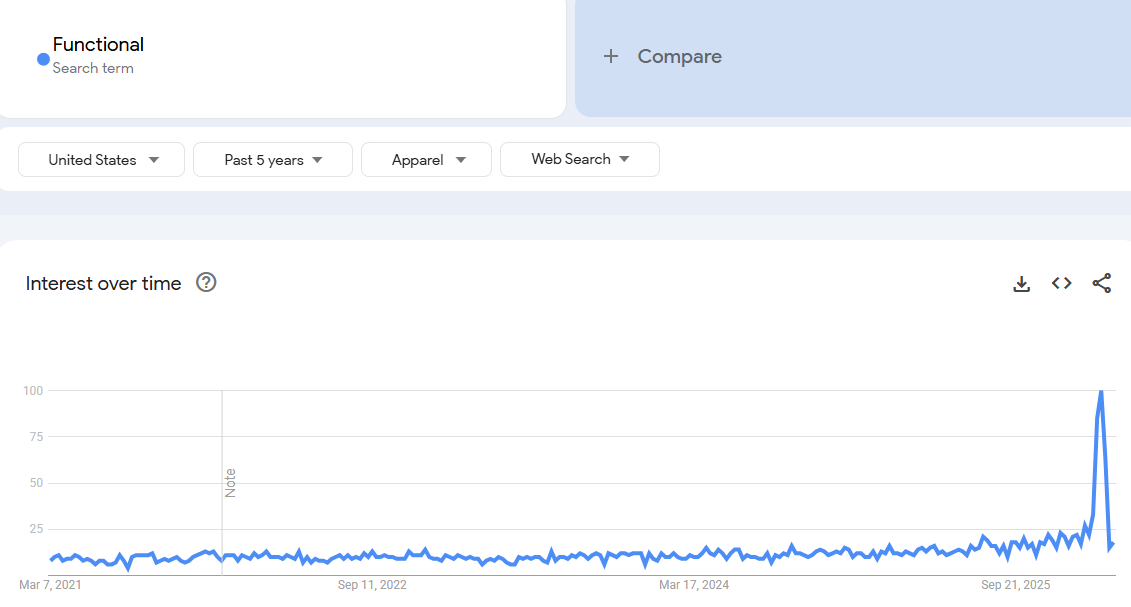 Functional
Search term
+ Compare
United States
Past 5 years
Apparel
Web Search
Interest over time ?
100
75
50
25
Note
Mar 7, 2021
Sep 11, 2022
Mar 17, 2024
Sep 21, 2025